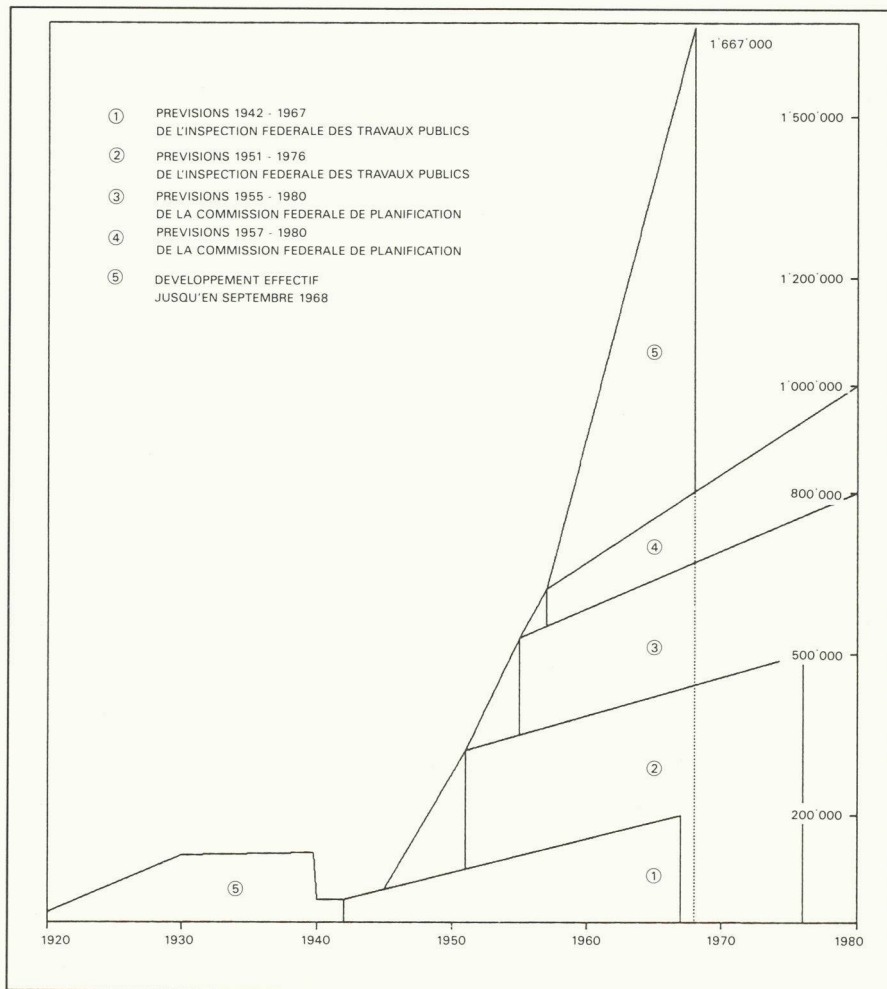 1'667'000
1'500'000
① PREVISIONS 1942 - 1967
DE L'INSPECTION FEDERALE DES TRAVAUX PUBLICS
② PREVISIONS 1951 - 1976
DE L'INSPECTION FEDERALE DES TRAVAUX PUBLICS
③ PREVISIONS 1955 - 1980
DE LA COMMISSION FEDERALE DE PLANIFICATION
④ PREVISIONS 1957 - 1980
DE LA COMMISSION FEDERALE DE PLANIFICATION
⑤ DEVELOPPEMENT EFFECTIF
JUSQU'EN SEPTEMBRE 1968
1'200'000
⑤
1'000'000
800'000
④
③
500'000
②
200'000
①
⑤
1920 1930 1940 1950 1960 1970 1980